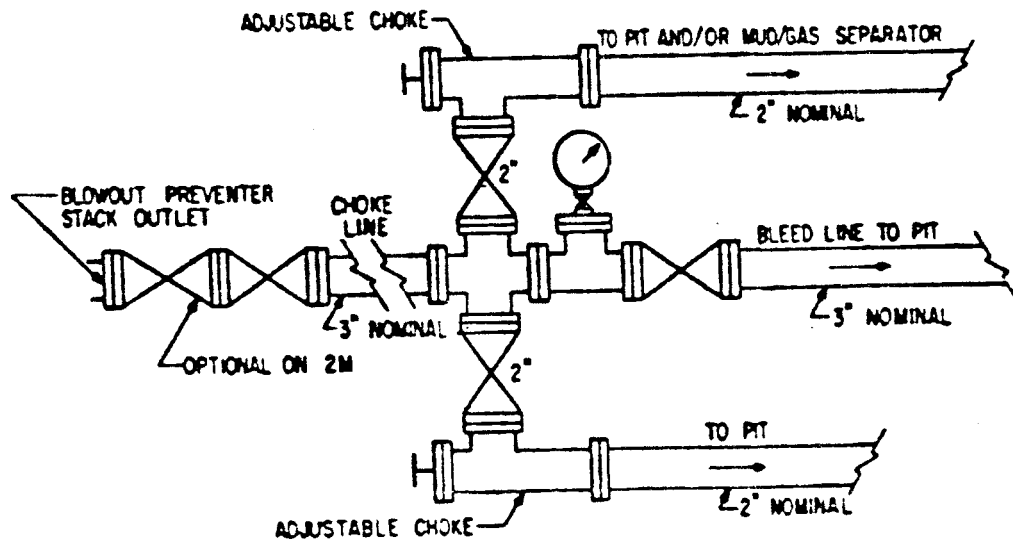 ADJUSTABLE CHOKE
TO PIT AND/OR MUD/GAS SEPARATOR
2" NOMINAL
2"
BLOWOUT PREVENTER
STACK OUTLET
CHOKE
LINE
BLEED LINE TO PIT
3" NOMINAL
3" NOMINAL
OPTIONAL ON 2M
2"
TO PIT
2" NOMINAL
ADJUSTABLE CHOKE